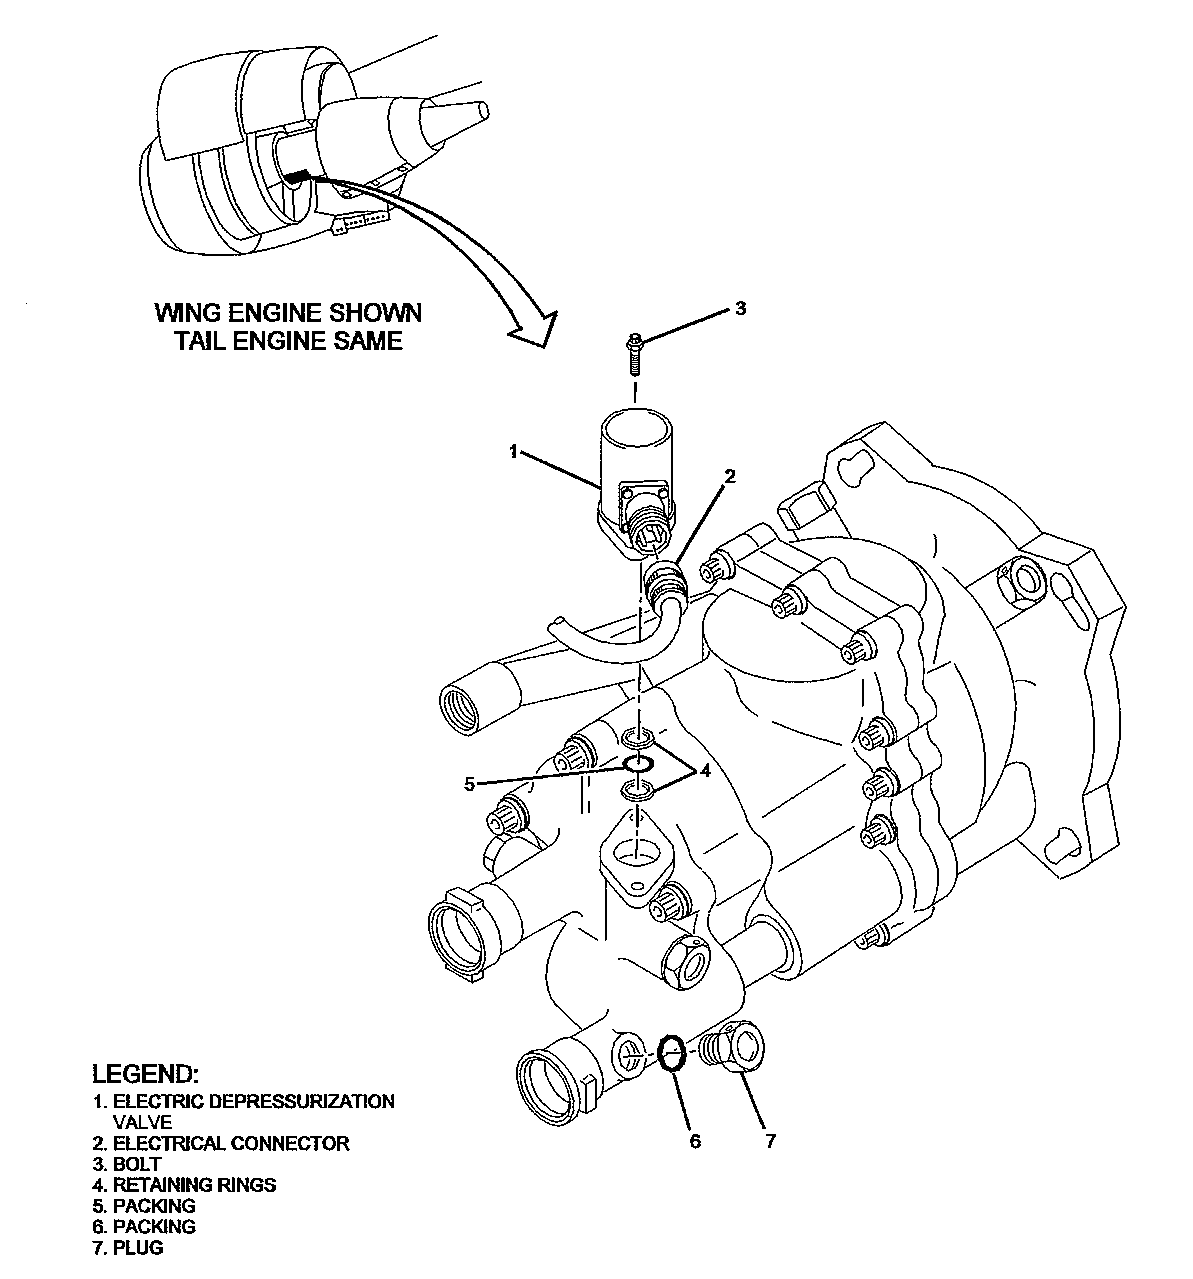 WING ENGINE SHOWN
TAIL ENGINE SAME
3
1
2
5
4
6
7
LEGEND:
1. ELECTRIC DEPRESSURIZATION
VALVE
2. ELECTRICAL CONNECTOR
3. BOLT
4. RETAINING RINGS
5. PACKING
6. PACKING
7. PLUG